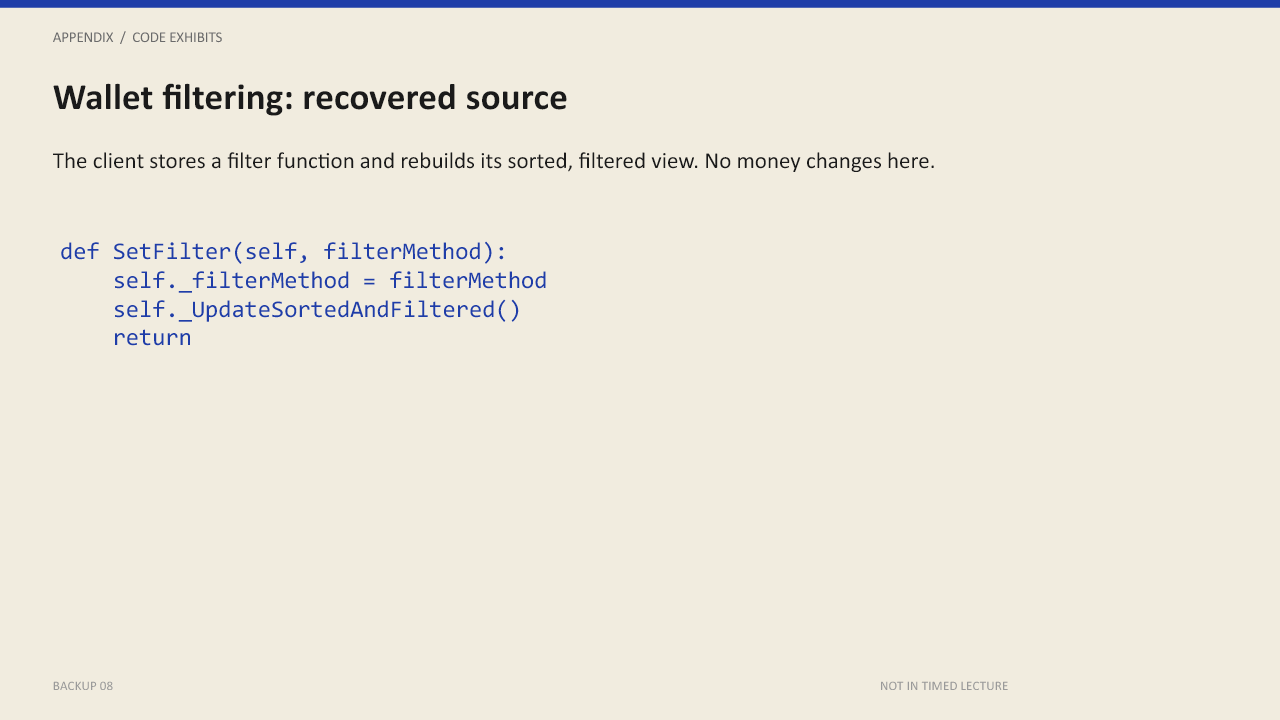 APPENDIX / CODE EXHIBITS
Wallet filtering: recovered source
The client stores a filter function and rebuilds its sorted, filtered view. No money changes here.
def SetFilter(self, filterMethod):
    self._filterMethod = filterMethod
    self._UpdateSortedAndFiltered()
    return
BACKUP 08
NOT IN TIMED LECTURE